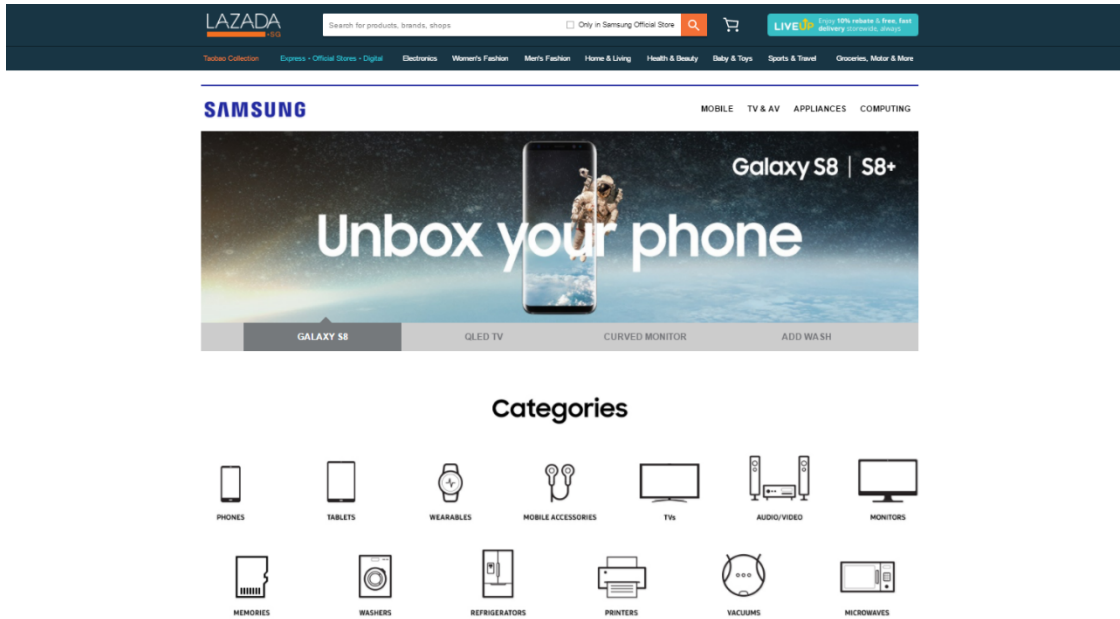 LAZADA
.SG
Search for products, brands, shops
Only in Samsung Official Store
LIVEUP
Enjoy 10% rebate & free, fast
delivery storewide, always
Taobao Collection Express - Official Stores - Digital Electronics Women's Fashion Men's Fashion Home & Living Health & Beauty Baby & Toys Sports & Travel Groceries, Motor & More
SAMSUNG
MOBILE TV & AV APPLIANCES COMPUTING
Galaxy S8 | S8+
Unbox your phone
GALAXY S8 QLED TV CURVED MONITOR ADD WASH
Categories
PHONES TABLETS WEARABLES MOBILE ACCESSORIES TVs AUDIO/VIDEO MONITORS
MEMORIES WASHERS REFRIGERATORS PRINTERS VACUUMS MICROWAVES